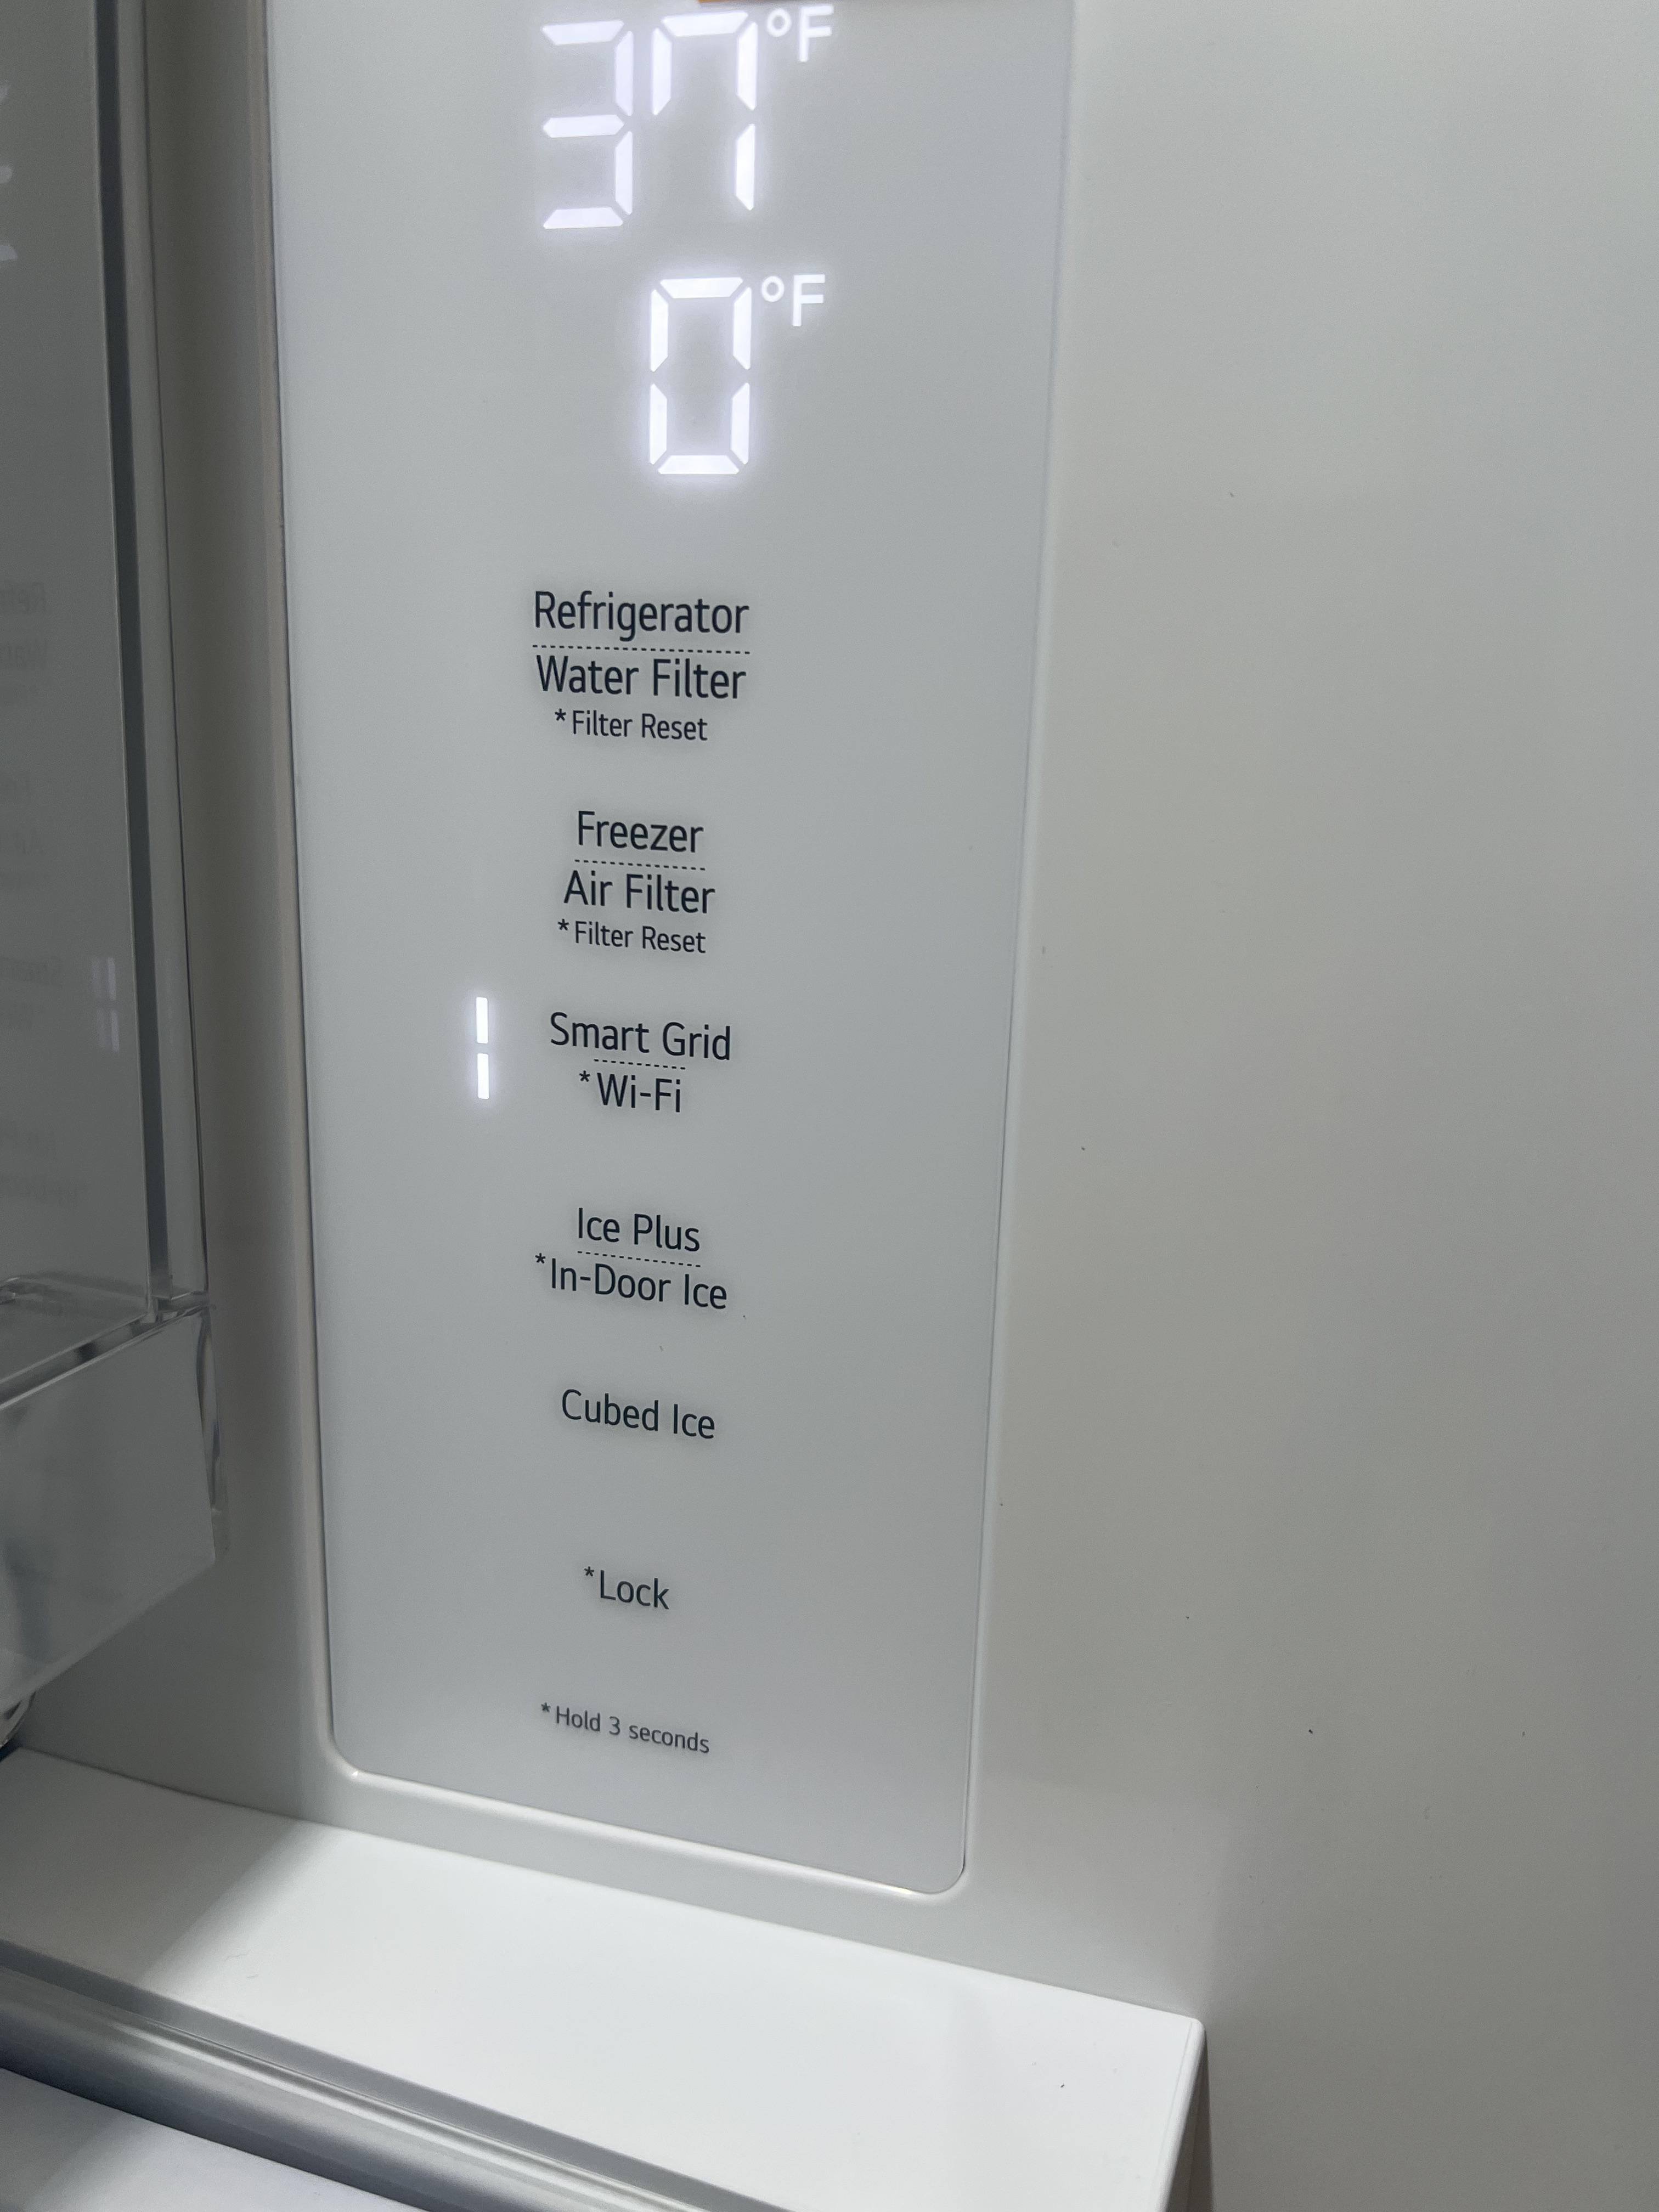 37°F
0°F
Refrigerator
Water Filter
*Filter Reset
Freezer
Air Filter
*Filter Reset
Smart Grid
*Wi-Fi
Ice Plus
*In-Door Ice
Cubed Ice
*Lock
*Hold 3 seconds